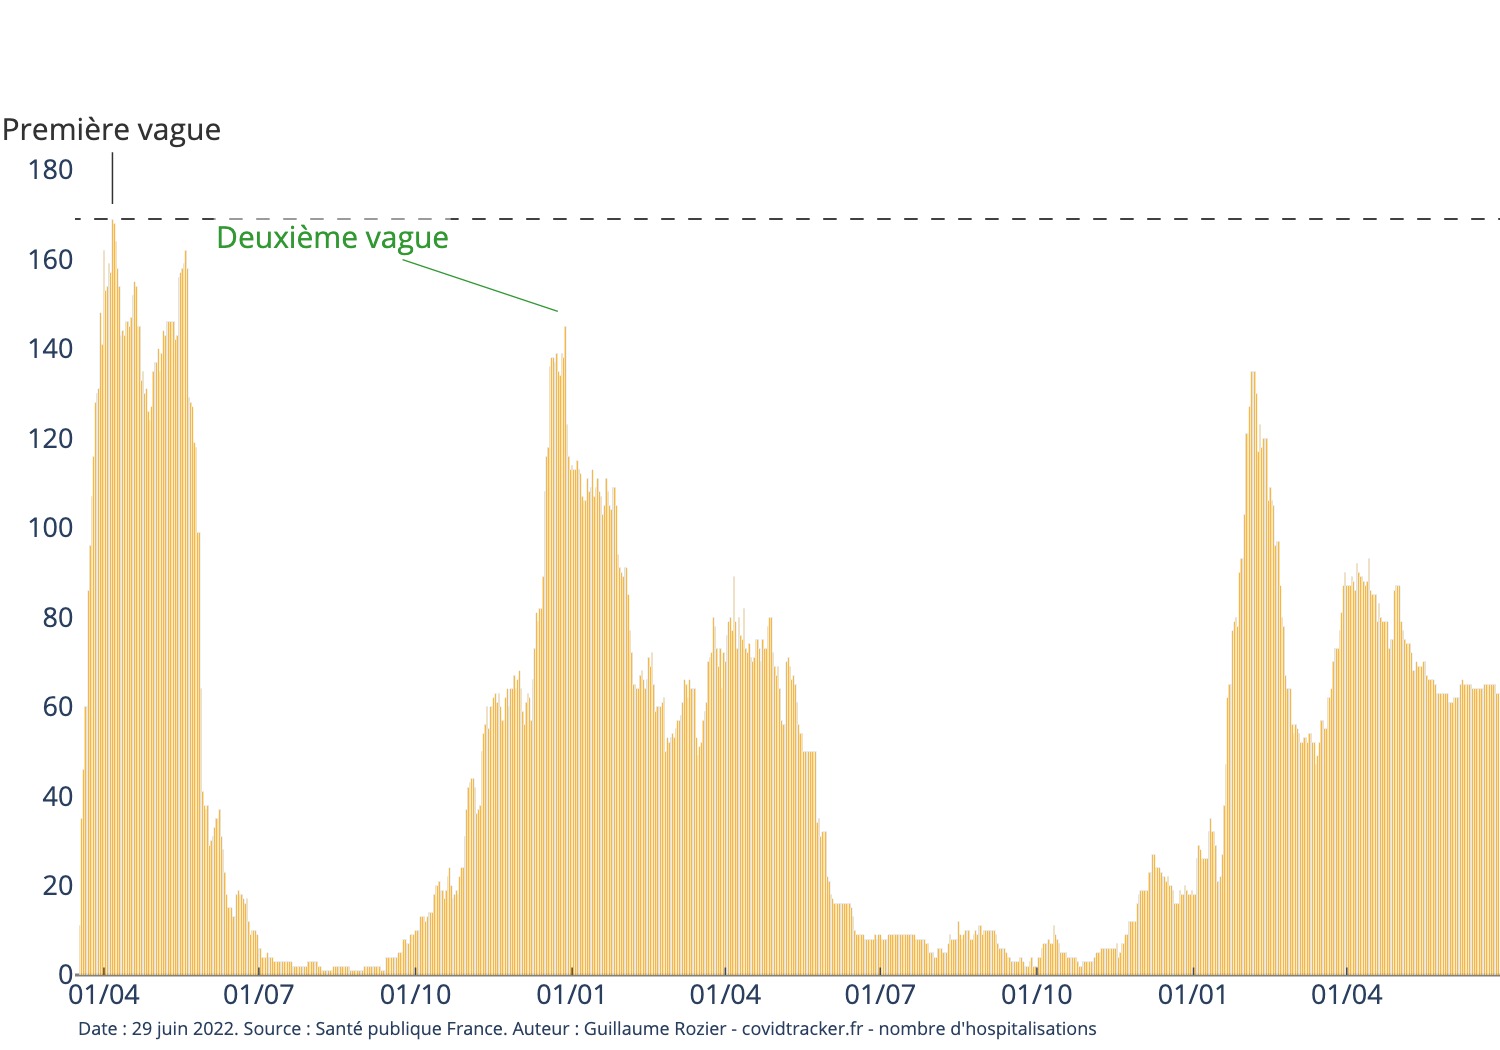 Première vague
180
Deuxième vague
160
140
120
100
80
60
40
20
0
01/04 01/07 01/10 01/01 01/04 01/07 01/10 01/01 01/04
Date : 29 juin 2022. Source : Santé publique France. Auteur : Guillaume Rozier - covidtracker.fr - nombre d'hospitalisations